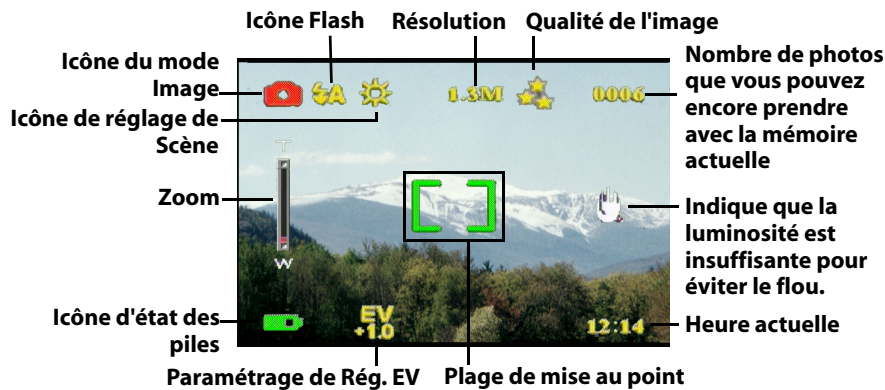 Icône Flash
Résolution
Qualité de l'image
Icône du mode
Image
Icône de réglage de
Scène
Zoom
Icône d'état des
piles
Paramétrage de Rég. EV
Plage de mise au point
Nombre de photos
que vous pouvez
encore prendre
avec la mémoire
actuelle
Indique que la
luminosité est
insuffisante pour
éviter le flou.
Heure actuelle
A
1.3M
0006
T
W
EV
+1.0
12:14